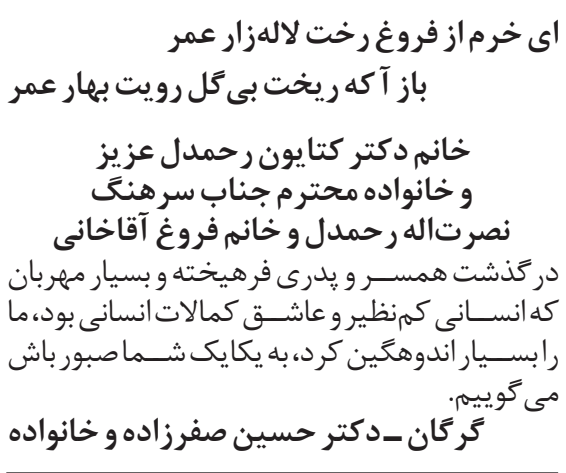 ای خرم از فروغ رخت لاله‌زار عمر
باز آ که ریخت بی‌گل رویت بهار عمر
خانم دکتر کتایون رحمدل عزیز
و خانواده محترم جناب سرهنگ
نصرت‌اله رحمدل و خانم فروغ آقاخانی
درگذشت همسر و پدری فرهیخته و بسیار مهربان
که انسانی کم‌نظیر و عاشق کمالات انسانی بود، ما
را بسیار اندوهگین کرد، به یکایک شما صبور باش
می‌گوییم.
گرگان ـ دکتر حسین صفرزاده و خانواده